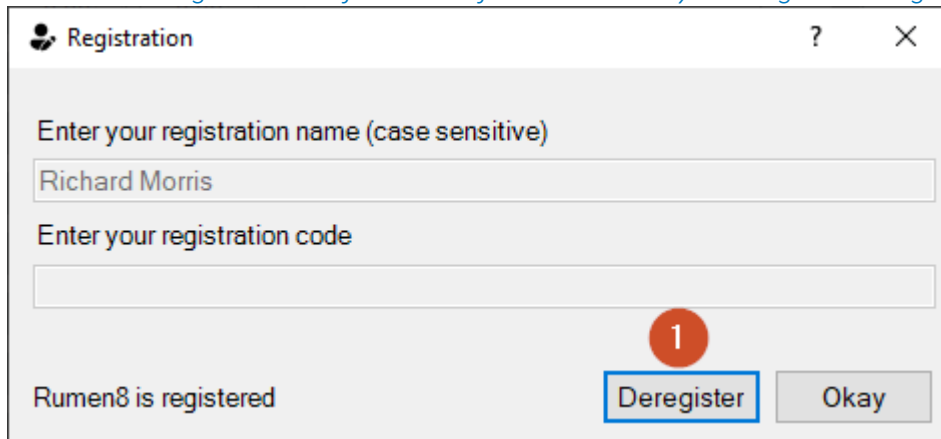 Registration ?
Enter your registration name (case sensitive)
Richard Morris
Enter your registration code
1
Rumen8 is registered Deregister Okay